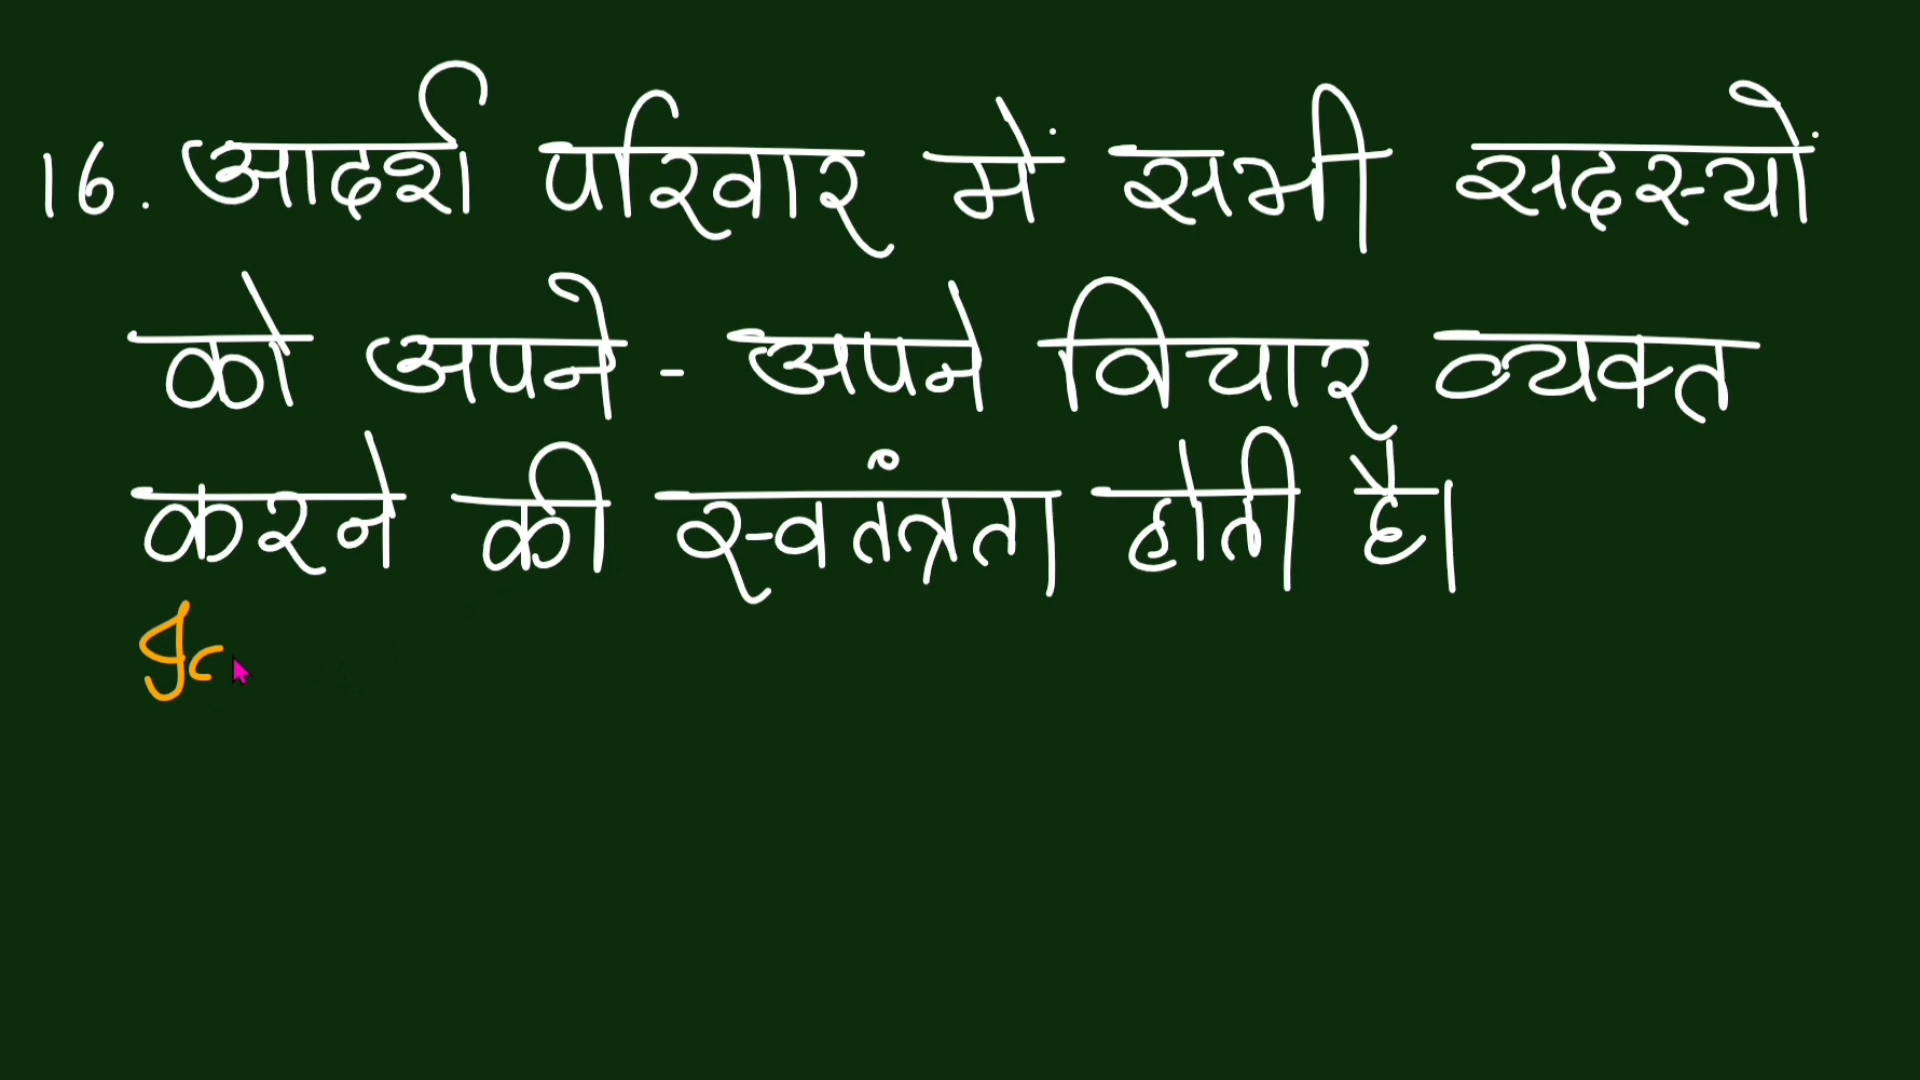 16. आदर्श परिवार में सभी सदस्यों
को अपने - अपने विचार व्यक्त
करने की स्वतंत्रता होती है।